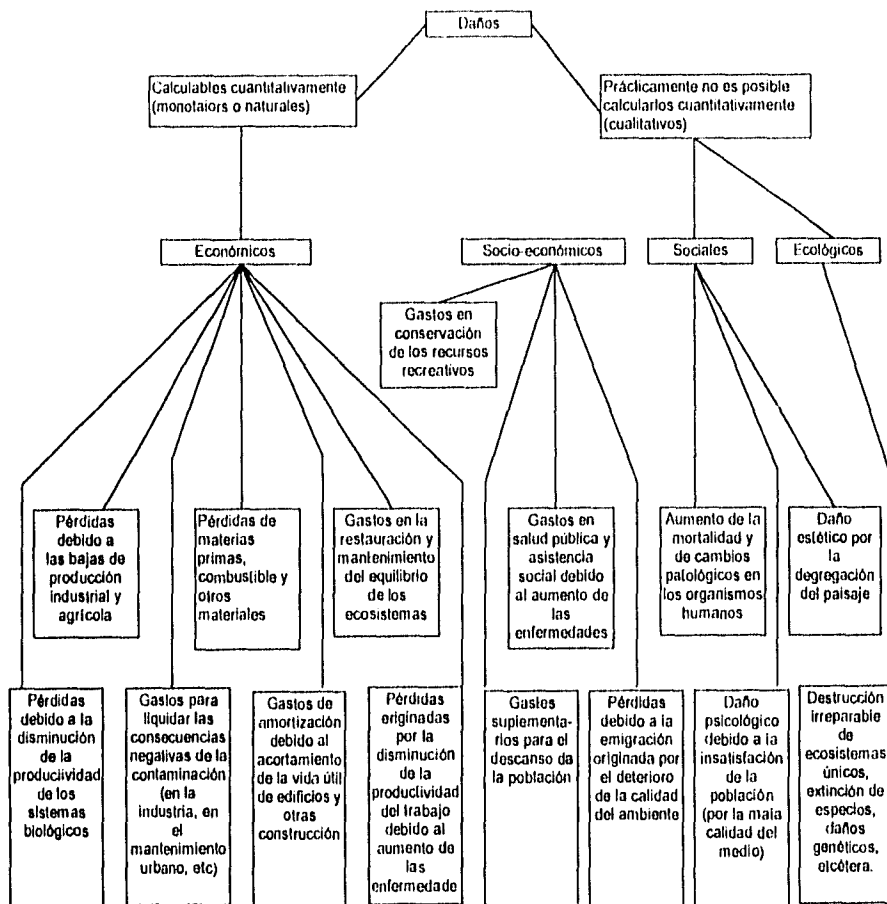 Daños
Calculables cuantitativamente
(monotaiors o naturales)
Prácticamente no es posible
calcularlos cuantitativamente
(cualitativos)
Económicos
Socio-económicos
Sociales
Ecológicos
Gastos en
conservación
de los recursos
recreativos
Pérdidas
debido a
las bajas de
producción
industrial y
agrícola
Pérdidas de
materias
primas,
combustible y
otros
materiales
Gastos en la
restauración y
mantenimiento
del equilibrio
de los
ecosistemas
Gastos en
salud pública y
asistencia
social debido
al aumento de
las
enfermedades
Aumento de la
mortalidad y
de cambios
patológicos en
los organismos
humanos
Daño
estético por
la
degregación
del paisaje
Pérdidas
debido a la
disminución
de la
productividad
de los
sistemas
biológicos
Gastos para
liquidar las
consecuencias
negativas de la
contaminación
(en la
industria, en
el
mantenimiento
urbano, etc)
Gastos de
amortización
debido al
acortamiento
de la vida útil
de edificios y
otras
construcción
Pérdidas
originadas
por la
disminución
de la
productividad
del trabajo
debido al
aumento de
las
enfermedade
Gastos
suplementa-
rios para el
descanso da
la población
Pérdidas
debido a la
emigración
originada por
el deterioro
de la calidad
del ambiente
Daño
psicológico
debido a la
insatisfación
de la
población
(por la mala
calidad del
medio)
Destrucción
irreparable
de
ecosistemas
únicos,
extinción de
especies,
daños
genéticos,
etcétera.